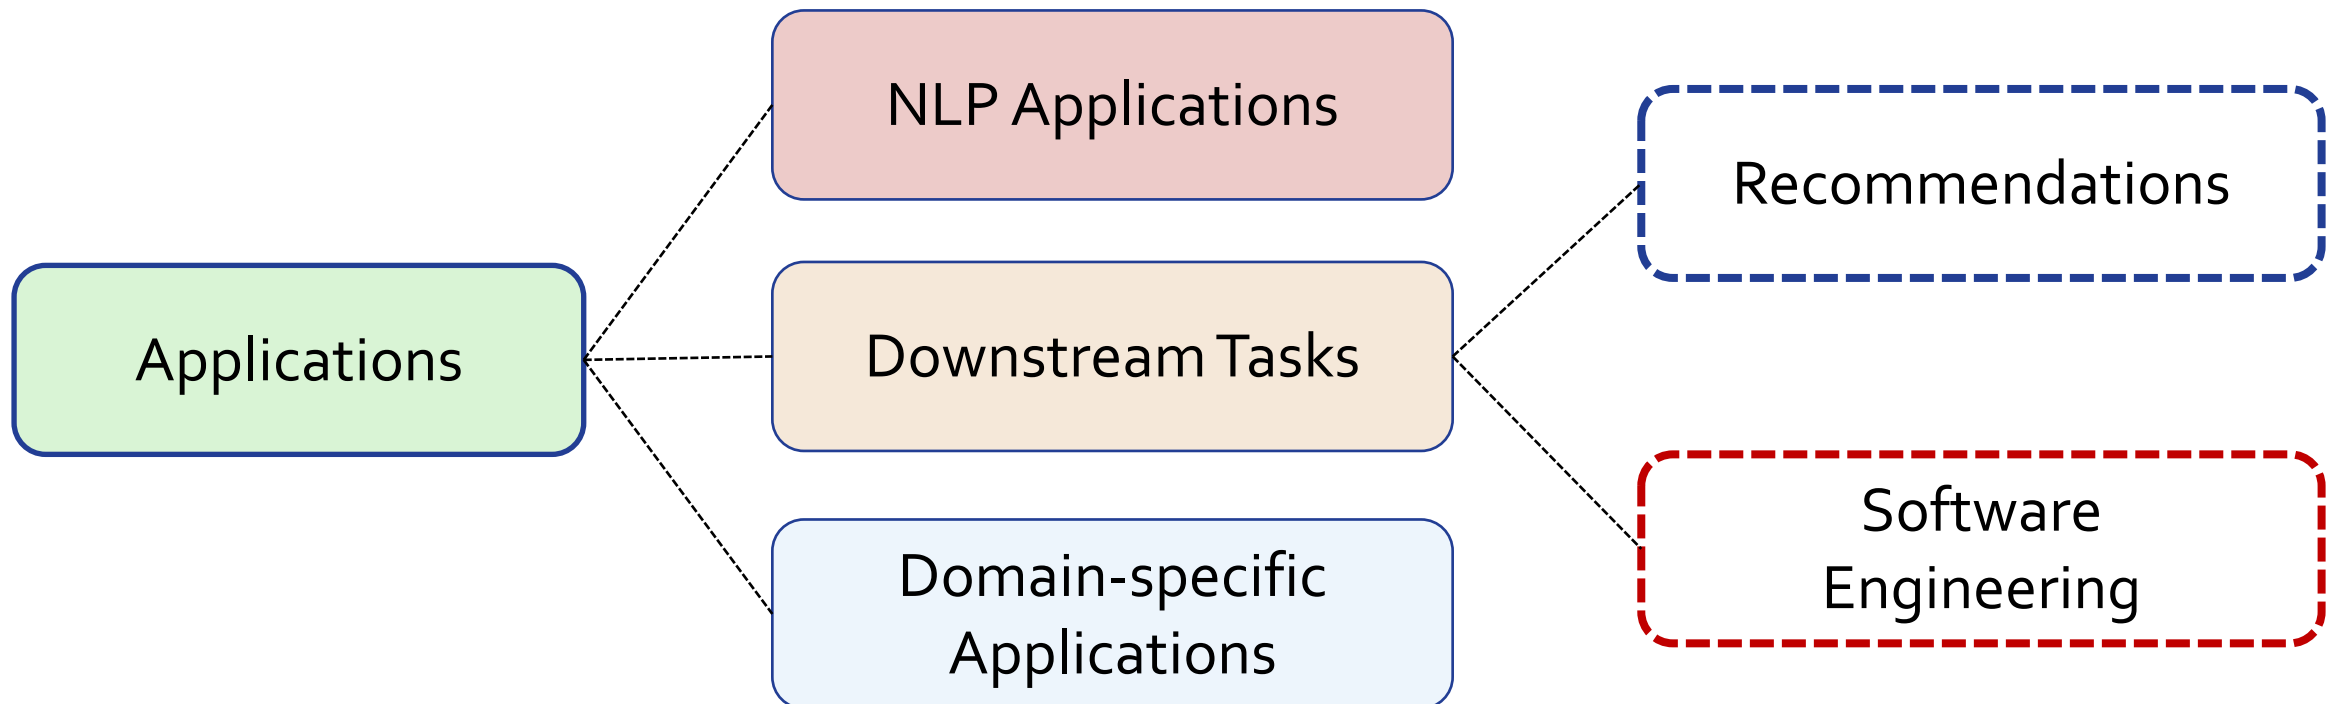 Applications
NLP Applications
Downstream Tasks
Domain-specific
Applications
Recommendations
Software
Engineering